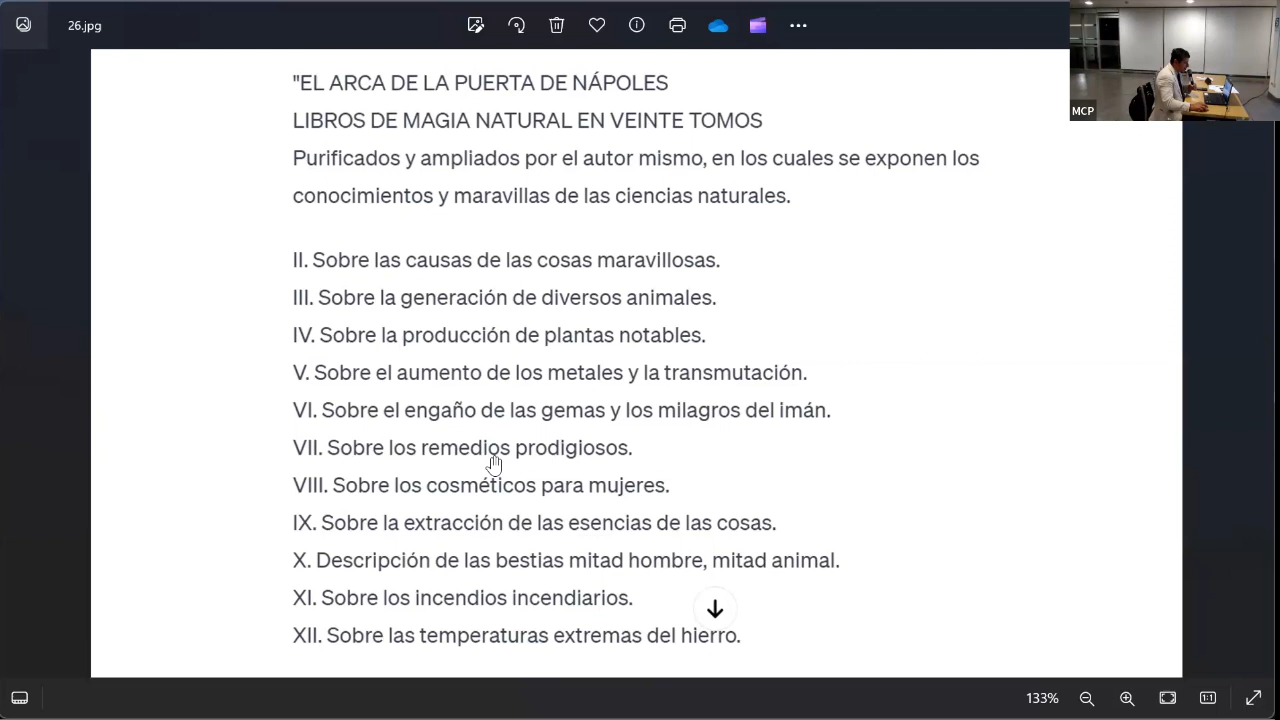 26.jpg
MCP
"EL ARCA DE LA PUERTA DE NÁPOLES
LIBROS DE MAGIA NATURAL EN VEINTE TOMOS
Purificados y ampliados por el autor mismo, en los cuales se exponen los
conocimientos y maravillas de las ciencias naturales.
II. Sobre las causas de las cosas maravillosas.
III. Sobre la generación de diversos animales.
IV. Sobre la producción de plantas notables.
V. Sobre el aumento de los metales y la transmutación.
VI. Sobre el engaño de las gemas y los milagros del imán.
VII. Sobre los remedios prodigiosos.
VIII. Sobre los cosméticos para mujeres.
IX. Sobre la extracción de las esencias de las cosas.
X. Descripción de las bestias mitad hombre, mitad animal.
XI. Sobre los incendios incendiarios.
XII. Sobre las temperaturas extremas del hierro.
133%
1:1